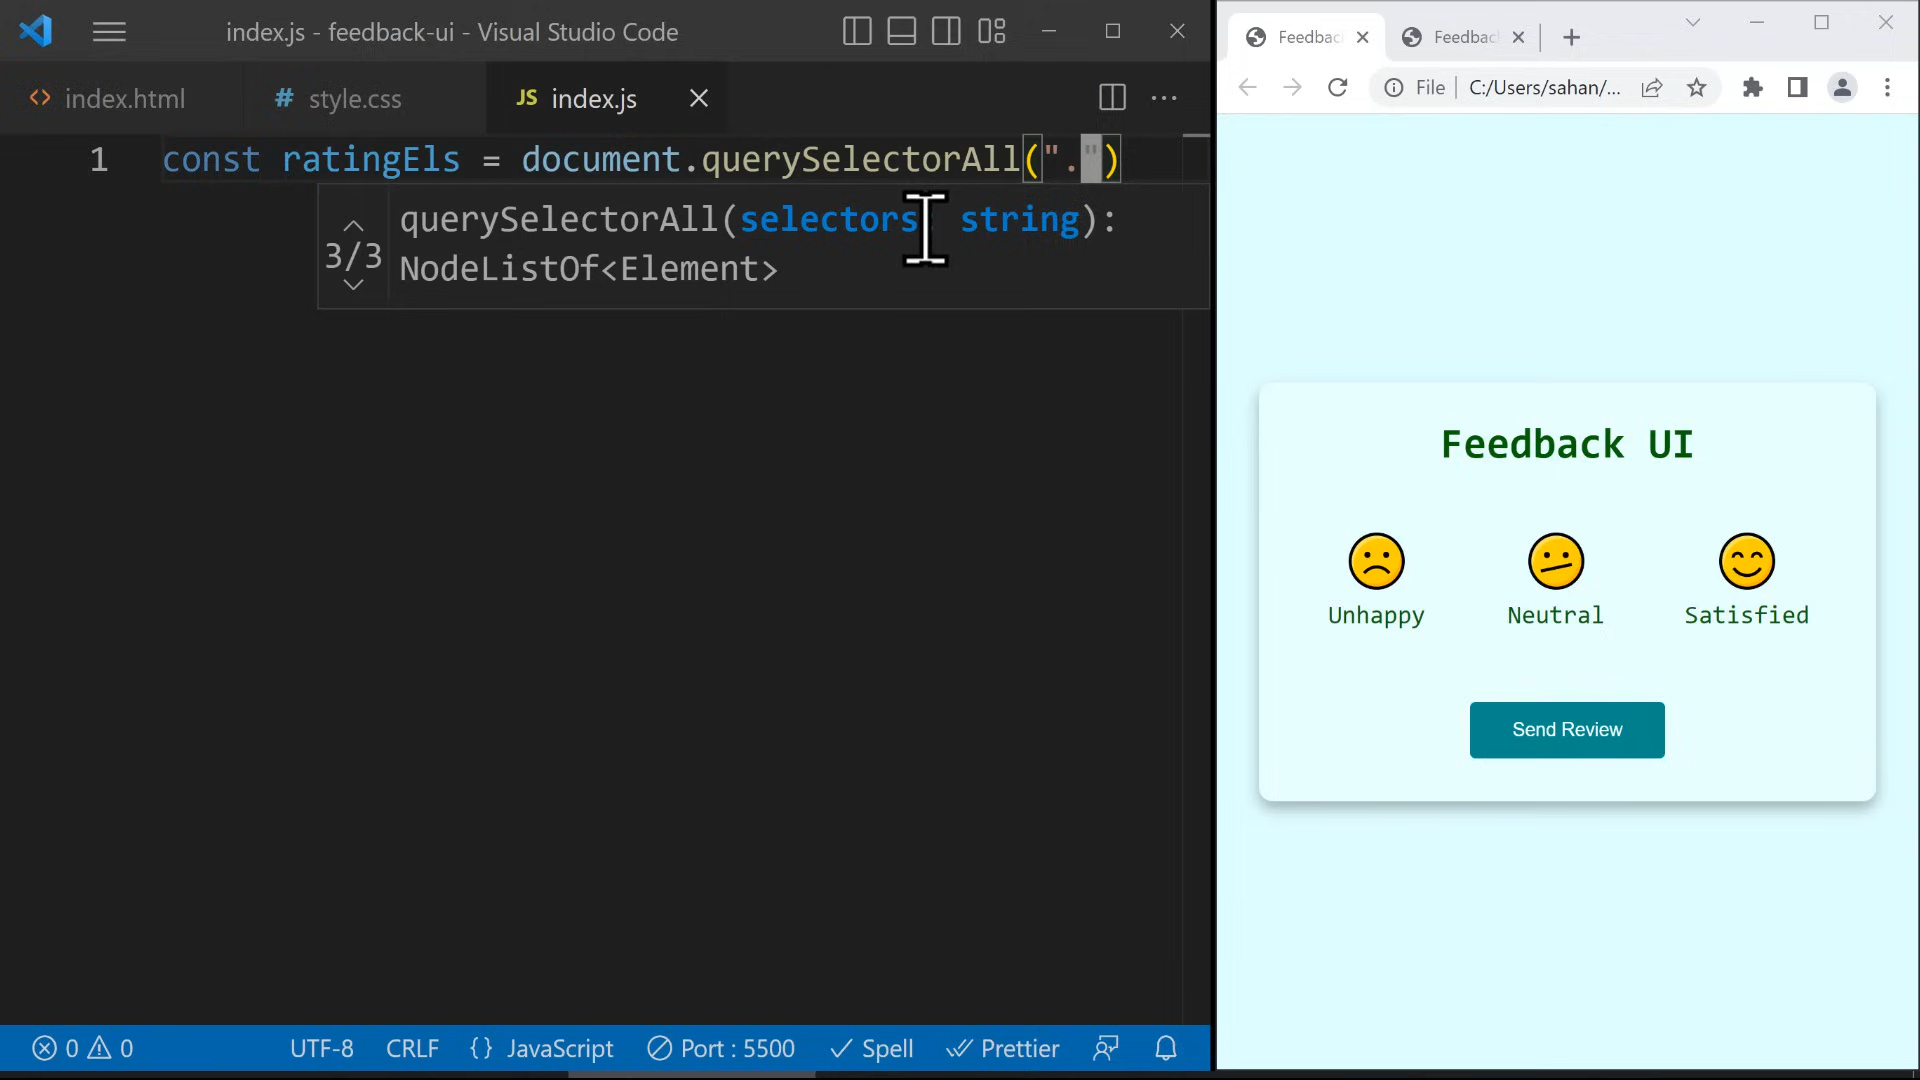 index.js - feedback-ui - Visual Studio Code
index.html
# style.css
JS index.js
1 const ratingEls = document.querySelectorAll(".")
3/3
querySelectorAll(selectors: string):
NodeListOf<Element>
0 0 UTF-8 CRLF {} JavaScript Port : 5500 Spell Prettier
Feedbac Feedbac
File C:/Users/sahan/...
Feedback UI
Unhappy Neutral Satisfied
Send Review